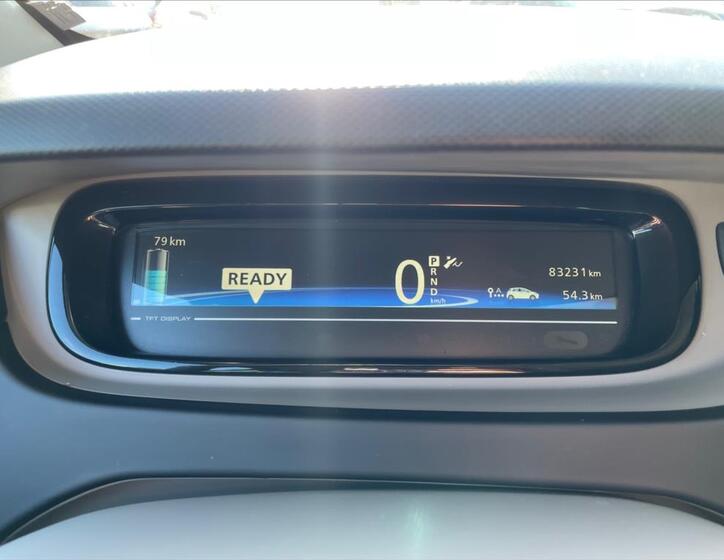 79 km
READY
0
P
R
N
D
km/h
A
83231 km
54.3 km
TFT DISPLAY